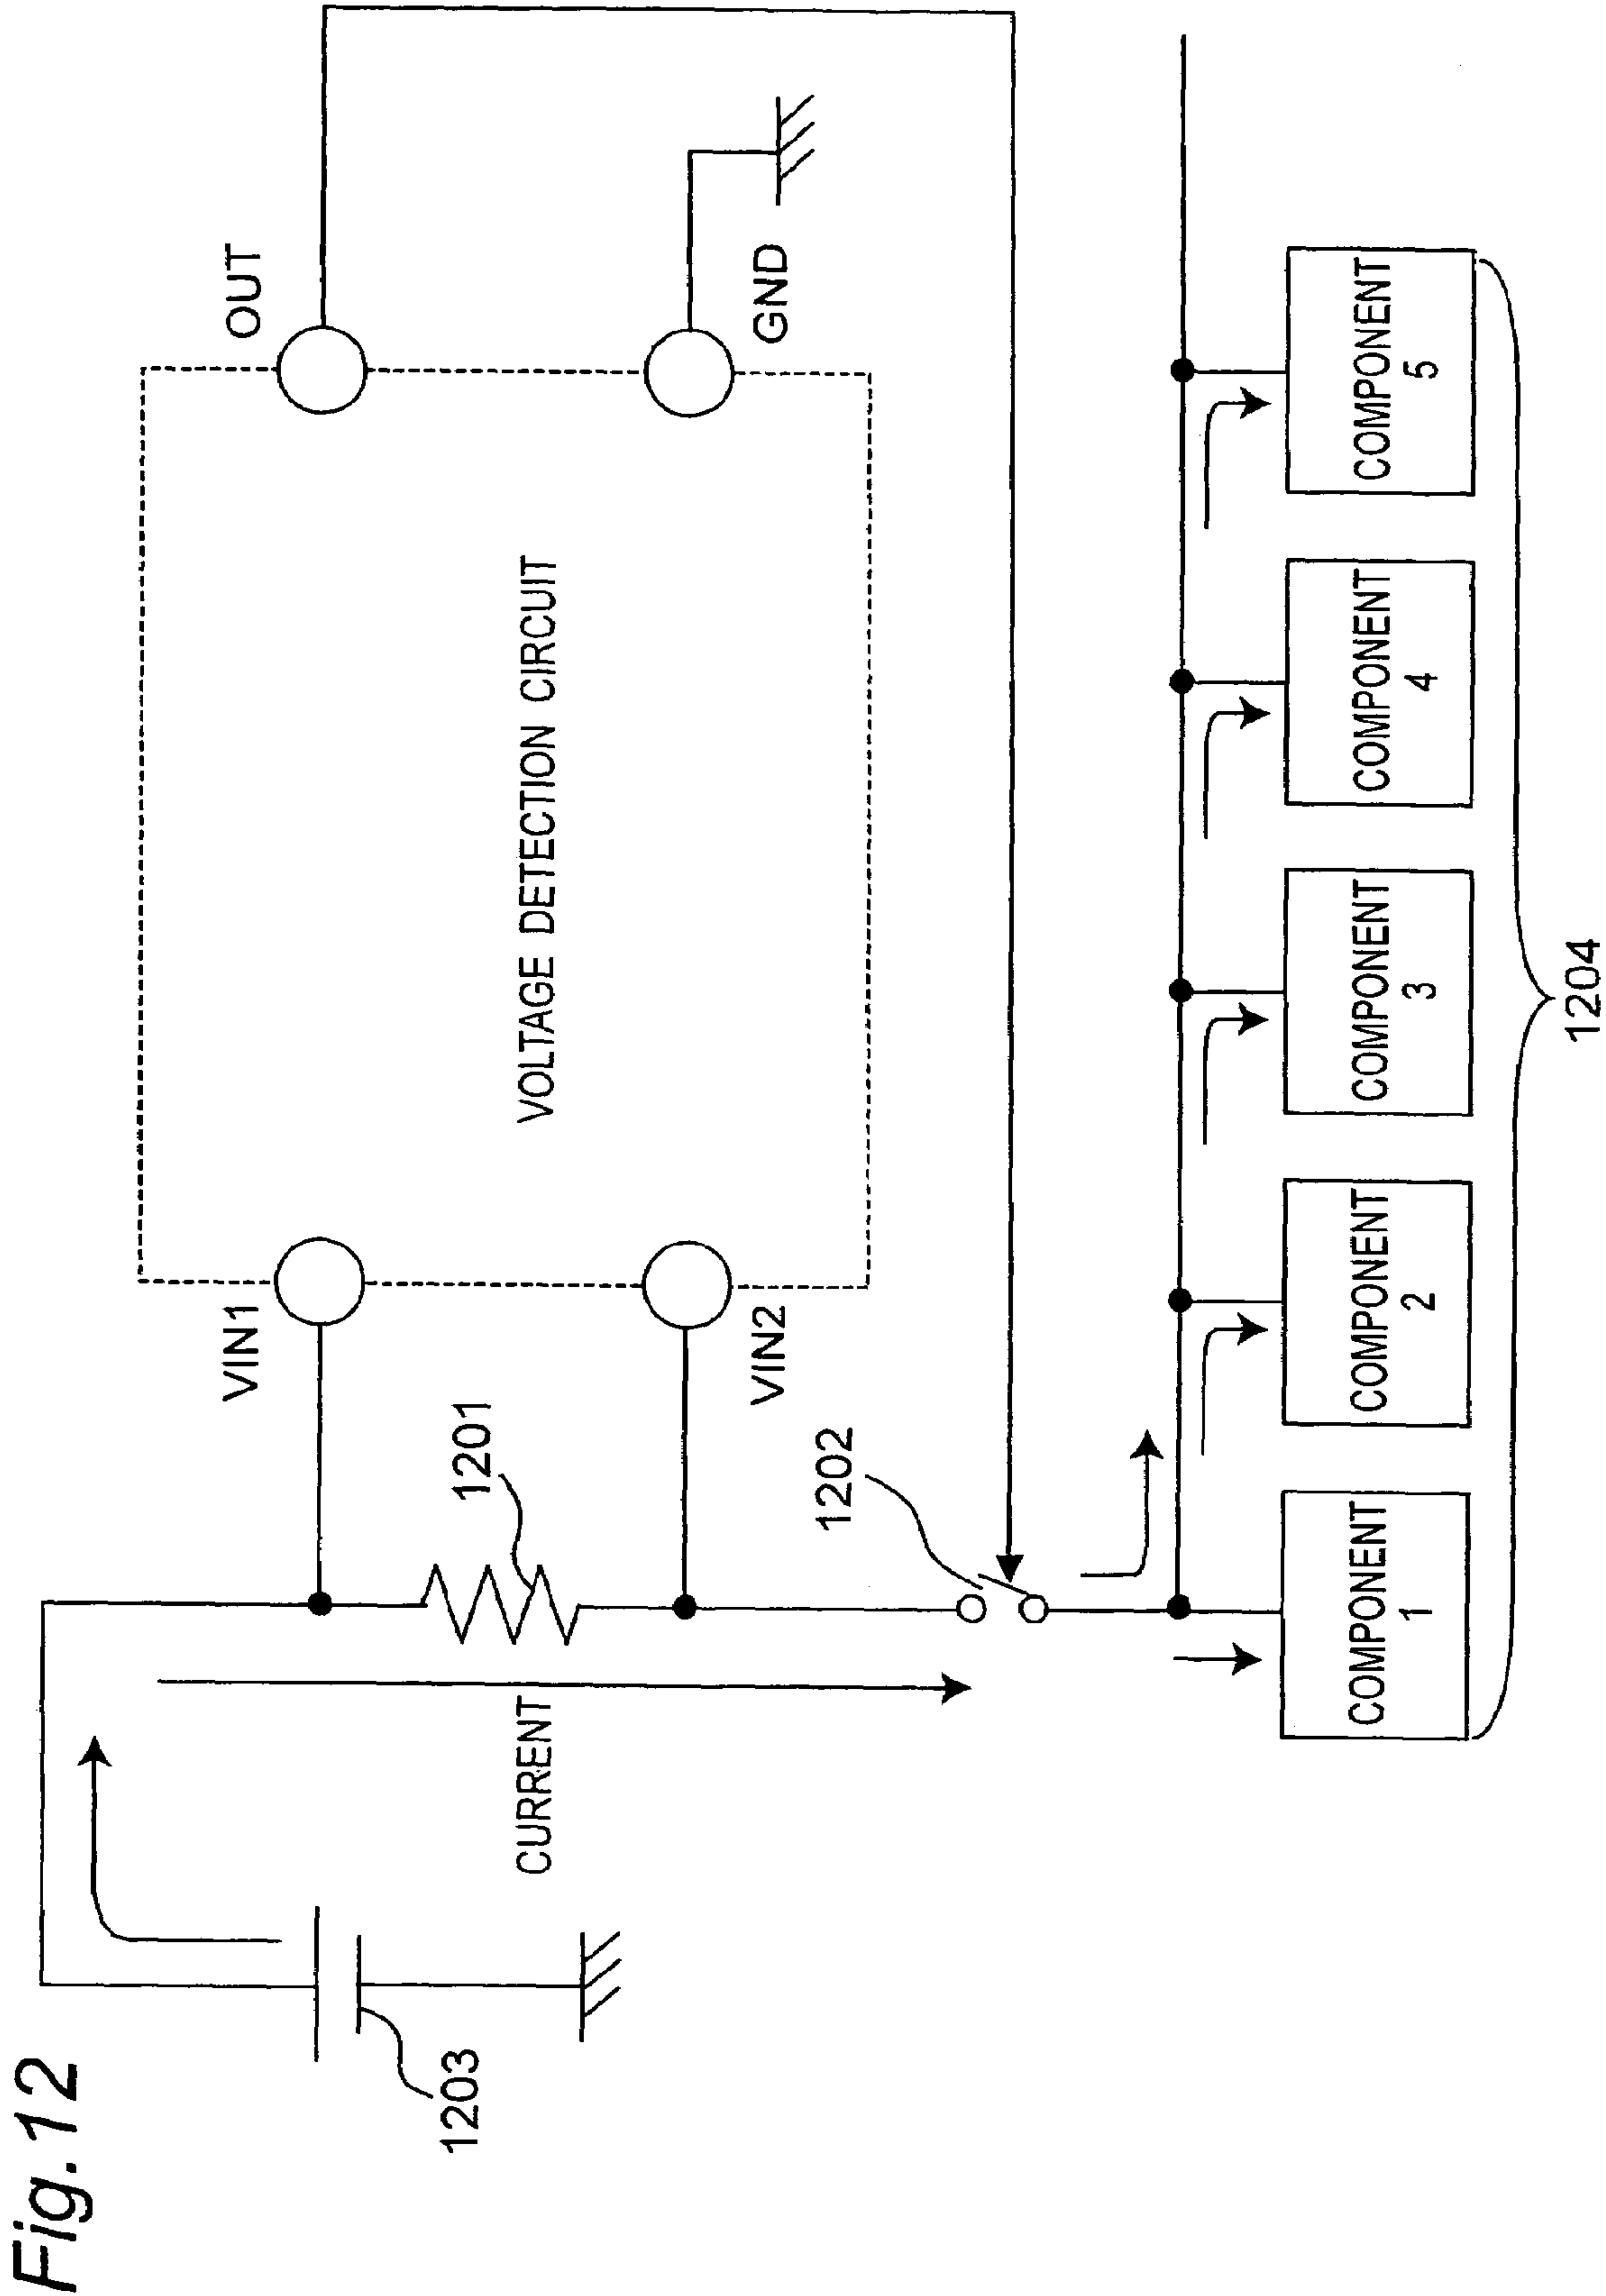 Fig.12
1203
CURRENT
1201
VIN1
VIN2
VOLTAGE DETECTION CIRCUIT
OUT
GND
1202
COMPONENT
1
COMPONENT
2
COMPONENT
3
COMPONENT
4
COMPONENT
5
1204